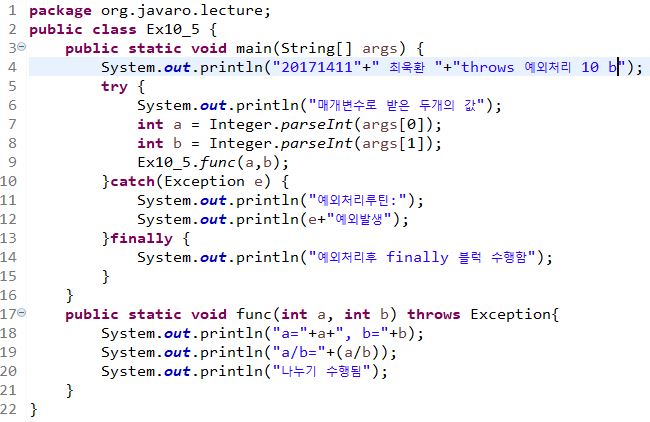 1 package org.javaro.lecture;
2 public class Ex10_5 {
3 public static void main(String[] args) {
4 System.out.println("20171411"+" 최욱환 "+"throws 예외처리 10 b");
5 try {
6 System.out.println("매개변수로 받은 두개의 값");
7 int a = Integer.parseInt(args[0]);
8 int b = Integer.parseInt(args[1]);
9 Ex10_5.func(a,b);
10 }catch(Exception e) {
11 System.out.println("예외처리루틴:");
12 System.out.println(e+"예외발생");
13 }finally {
14 System.out.println("예외처리후 finally 블럭 수행함");
15 }
16 }
17 public static void func(int a, int b) throws Exception{
18 System.out.println("a="+a+", b="+b);
19 System.out.println("a/b="+(a/b));
20 System.out.println("나누기 수행됨");
21 }
22 }